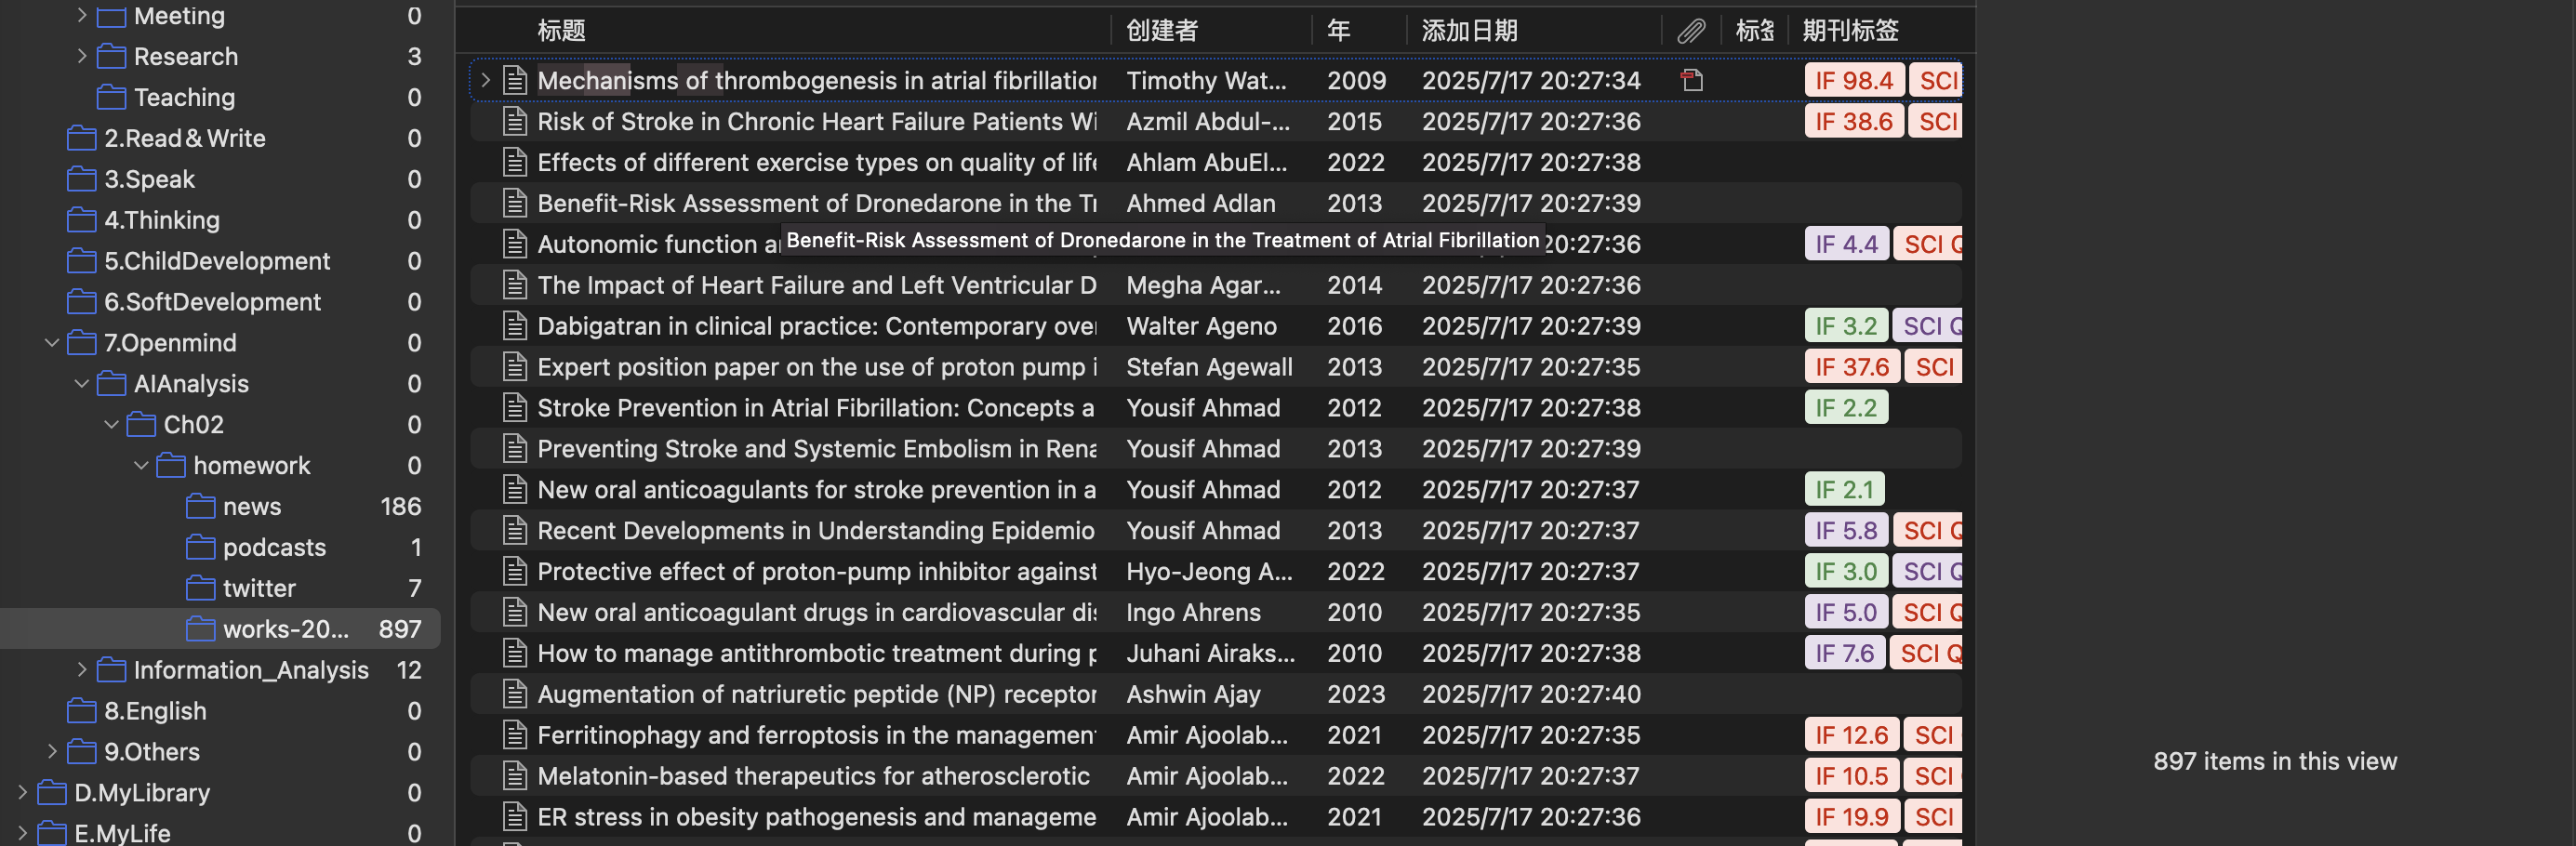 Meeting 0
Research 3
Teaching 0
2.Read & Write 0
3.Speak 0
4.Thinking 0
5.ChildDevelopment 0
6.SoftDevelopment 0
7.Openmind 0
AIAnalysis 0
Ch02 0
homework 0
news 186
podcasts 1
twitter 7
works-20... 897
Information_Analysis 12
8.English 0
9.Others 0
D.MyLibrary 0
E.MyLife 0
标题 创建者 年 添加日期 标签 期刊标签
Mechanisms of thrombogenesis in atrial fibrillation Timothy Wat... 2009 2025/7/17 20:27:34 IF 98.4 SCI
Risk of Stroke in Chronic Heart Failure Patients Wi Azmil Abdul-... 2015 2025/7/17 20:27:36 IF 38.6 SCI
Effects of different exercise types on quality of life Ahlam AbuEl... 2022 2025/7/17 20:27:38
Benefit-Risk Assessment of Dronedarone in the Tr Ahmed Adlan 2013 2025/7/17 20:27:39
Benefit-Risk Assessment of Dronedarone in the Treatment of Atrial Fibrillation
Autonomic function a 20:27:36 IF 4.4 SCI Q
The Impact of Heart Failure and Left Ventricular D Megha Agar... 2014 2025/7/17 20:27:36
Dabigatran in clinical practice: Contemporary over Walter Ageno 2016 2025/7/17 20:27:39 IF 3.2 SCI Q
Expert position paper on the use of proton pump i Stefan Agewall 2013 2025/7/17 20:27:35 IF 37.6 SCI
Stroke Prevention in Atrial Fibrillation: Concepts a Yousif Ahmad 2012 2025/7/17 20:27:38 IF 2.2
Preventing Stroke and Systemic Embolism in Rena Yousif Ahmad 2013 2025/7/17 20:27:39
New oral anticoagulants for stroke prevention in a Yousif Ahmad 2012 2025/7/17 20:27:37 IF 2.1
Recent Developments in Understanding Epidemio Yousif Ahmad 2013 2025/7/17 20:27:37 IF 5.8 SCI Q
Protective effect of proton-pump inhibitor against Hyo-Jeong A... 2022 2025/7/17 20:27:37 IF 3.0 SCI Q
New oral anticoagulant drugs in cardiovascular dis Ingo Ahrens 2010 2025/7/17 20:27:35 IF 5.0 SCI Q
How to manage antithrombotic treatment during p Juhani Airaks... 2010 2025/7/17 20:27:38 IF 7.6 SCI Q
Augmentation of natriuretic peptide (NP) receptor Ashwin Ajay 2023 2025/7/17 20:27:40
Ferritinophagy and ferroptosis in the management Amir Ajoolab... 2021 2025/7/17 20:27:35 IF 12.6 SCI
Melatonin-based therapeutics for atherosclerotic Amir Ajoolab... 2022 2025/7/17 20:27:37 IF 10.5 SCI
ER stress in obesity pathogenesis and manageme Amir Ajoolab... 2021 2025/7/17 20:27:36 IF 19.9 SCI
897 items in this view